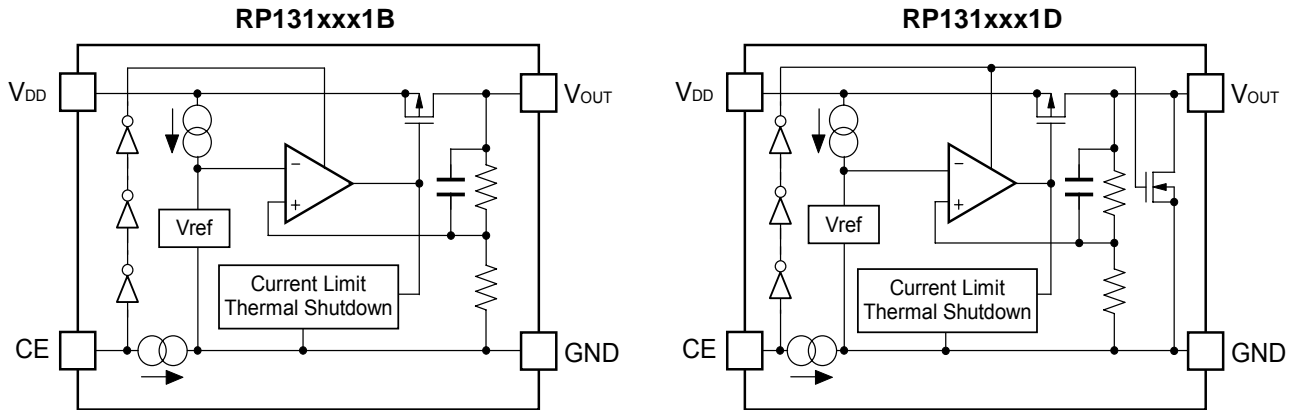 RP131xxx1B
VDD
VOUT
−
+
Vref
Current Limit
Thermal Shutdown
CE
GND
RP131xxx1D
VDD
VOUT
−
+
Vref
Current Limit
Thermal Shutdown
CE
GND